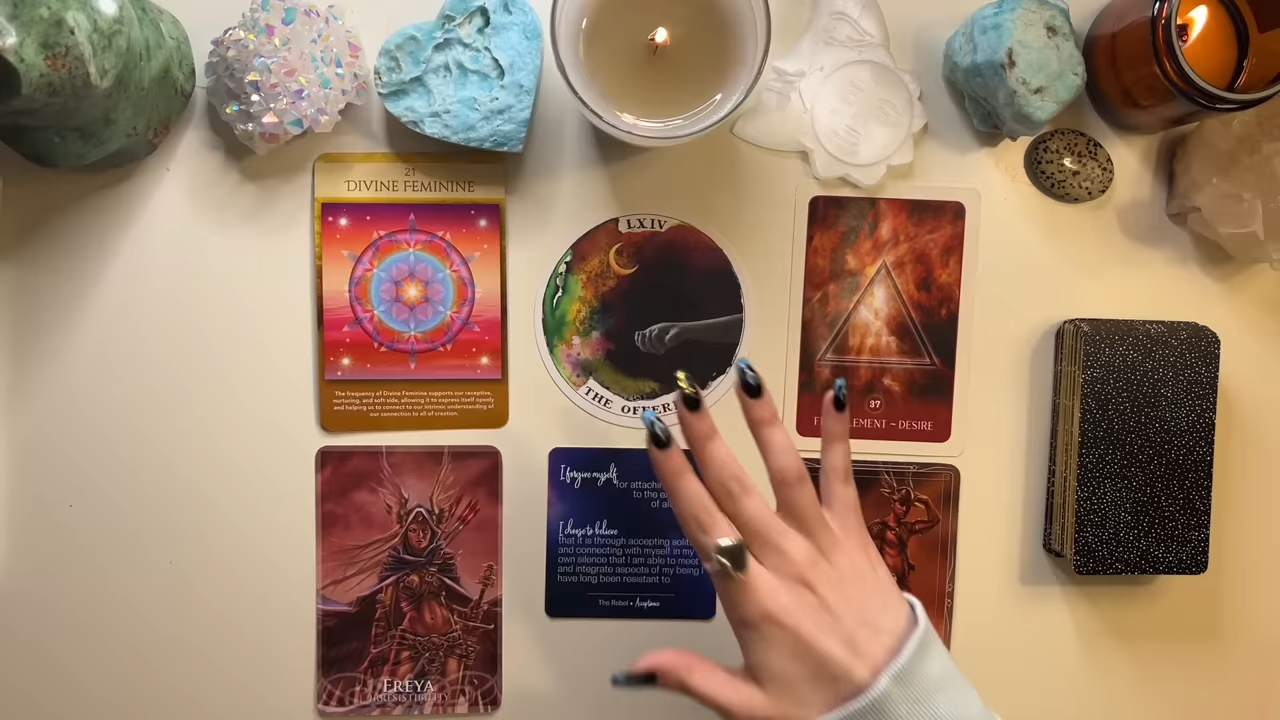 21
DIVINE FEMININE
The frequency of Divine Feminine supports our receptive,
nurturing, and soft side, allowing it to express itself openly
and helping us to connect to our intrinsic understanding of
our connection to all of creation.
LXIV
THE OFFER
37
DESIRE
FREYA
IRRESISTIBILITY
I forgive myself
for attachin
to the
of
I choose to believe
that it is through accepting
and connecting with myself in my
own silence that I am able to meet
and integrate aspects of my being
have long been resistant to.
The Rebel • Acceptance